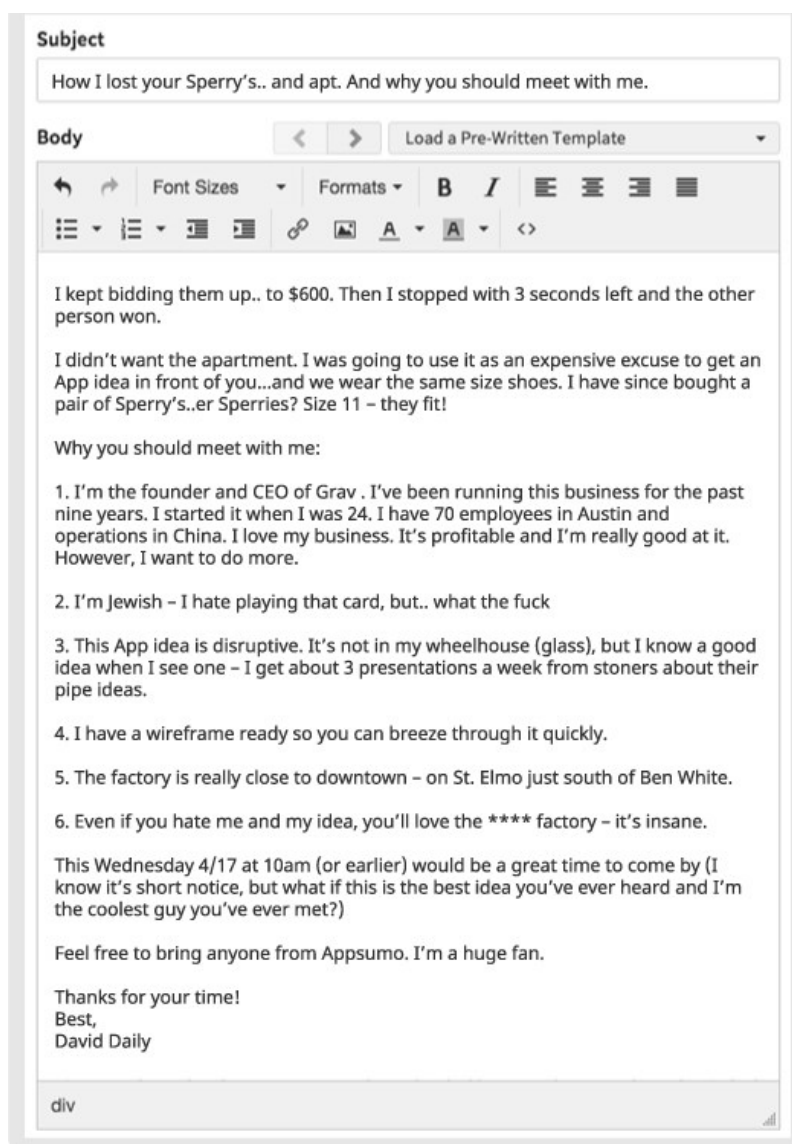 Subject
How I lost your Sperry's.. and apt. And why you should meet with me.
Body
Load a Pre-Written Template
Font Sizes
Formats
B I
A A
I kept bidding them up.. to $600. Then I stopped with 3 seconds left and the other
person won.
I didn't want the apartment. I was going to use it as an expensive excuse to get an
App idea in front of you...and we wear the same size shoes. I have since bought a
pair of Sperry's..er Sperries? Size 11 – they fit!
Why you should meet with me:
1. I'm the founder and CEO of Grav . I've been running this business for the past
nine years. I started it when I was 24. I have 70 employees in Austin and
operations in China. I love my business. It's profitable and I'm really good at it.
However, I want to do more.
2. I'm Jewish – I hate playing that card, but.. what the fuck
3. This App idea is disruptive. It's not in my wheelhouse (glass), but I know a good
idea when I see one – I get about 3 presentations a week from stoners about their
pipe ideas.
4. I have a wireframe ready so you can breeze through it quickly.
5. The factory is really close to downtown – on St. Elmo just south of Ben White.
6. Even if you hate me and my idea, you'll love the **** factory – it's insane.
This Wednesday 4/17 at 10am (or earlier) would be a great time to come by (I
know it's short notice, but what if this is the best idea you've ever heard and I'm
the coolest guy you've ever met?)
Feel free to bring anyone from Appsumo. I'm a huge fan.
Thanks for your time!
Best,
David Daily
div